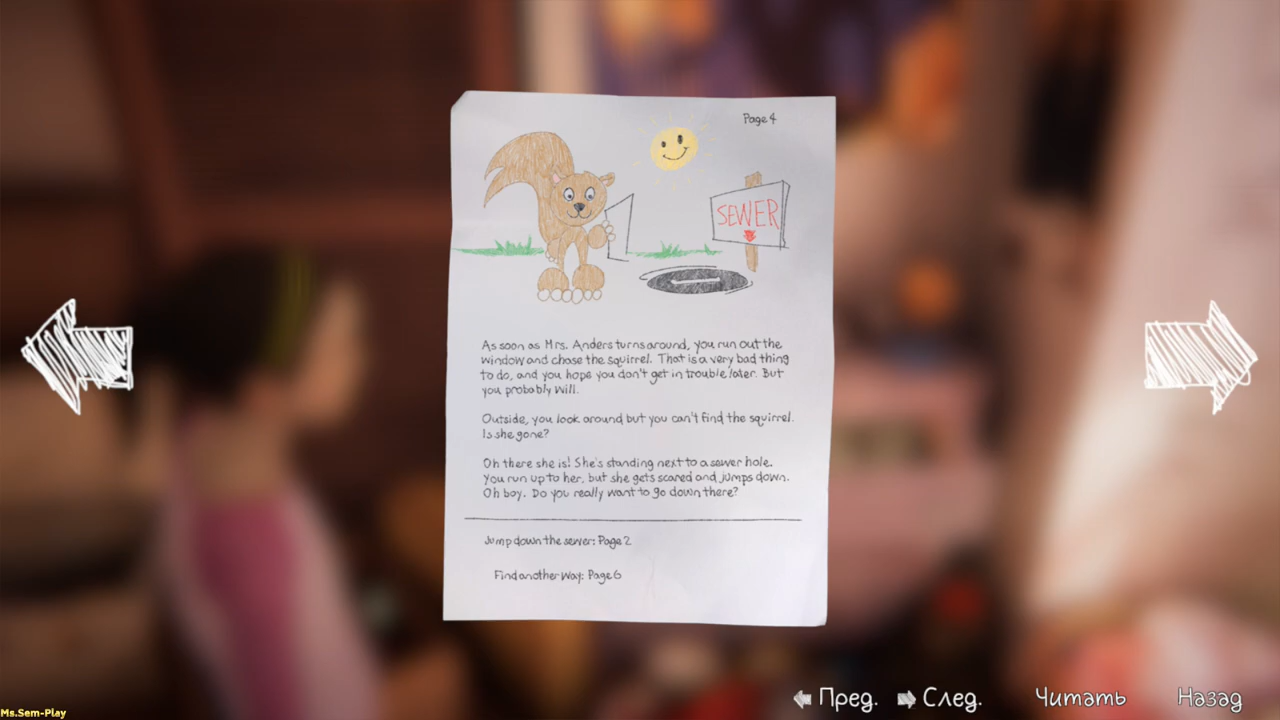 Page 4
SEWER
As soon as Mrs. Anders turns around, you run out the
window and chase the squirrel. That is a very bad thing
to do, and you hope you don't get in trouble later. But
you probably will.
Outside, you look around but you can't find the squirrel.
Is she gone?
Oh there she is! She's standing next to a sewer hole.
You run up to her, but she gets scared and jumps down.
Oh boy. Do you really want to go down there?
Jump down the sewer: Page 2
Find another way: Page 6
Пред. След. Читать Назад
Ms.Sem-Play